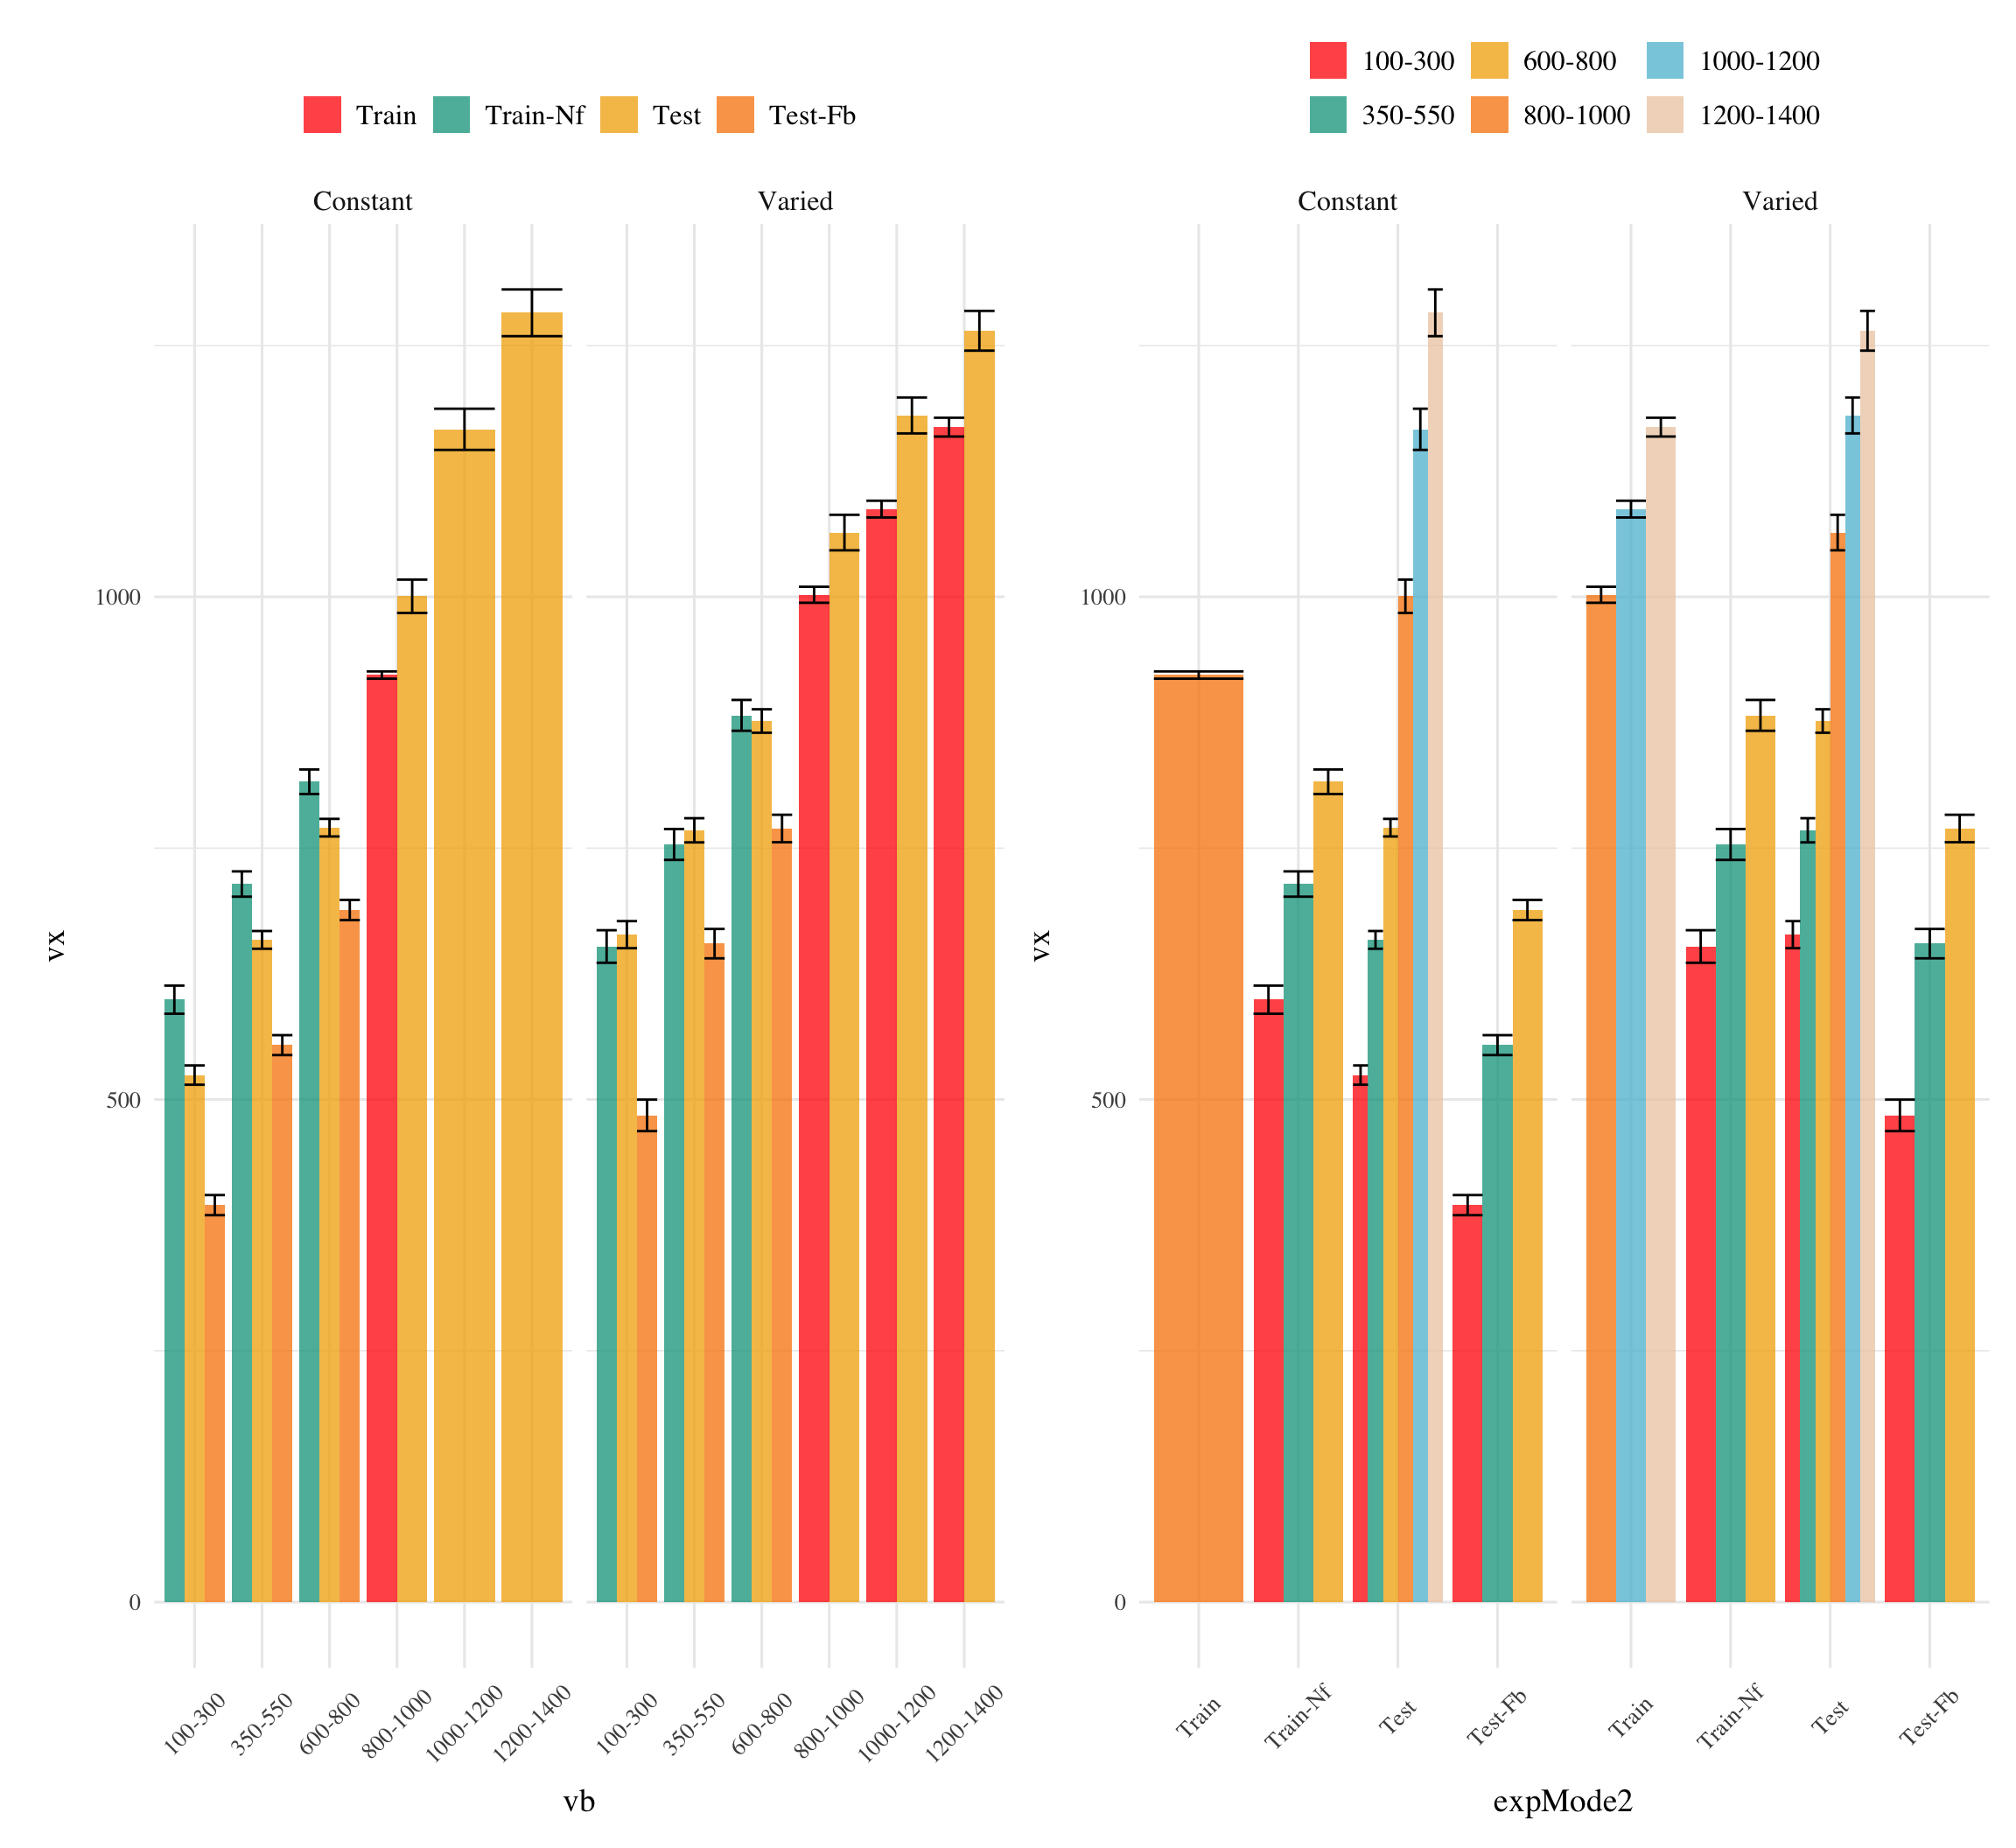 Train Train-Nf Test Test-Fb
100-300 600-800 1000-1200
350-550 800-1000 1200-1400
Constant Varied
Constant Varied
vx
1000
500
0
100-300 350-550 600-800 800-1000 1000-1200 1200-1400
100-300 350-550 600-800 800-1000 1000-1200 1200-1400
vb
vx
1000
500
0
Train Train-Nf Test Test-Fb
Train Train-Nf Test Test-Fb
expMode2